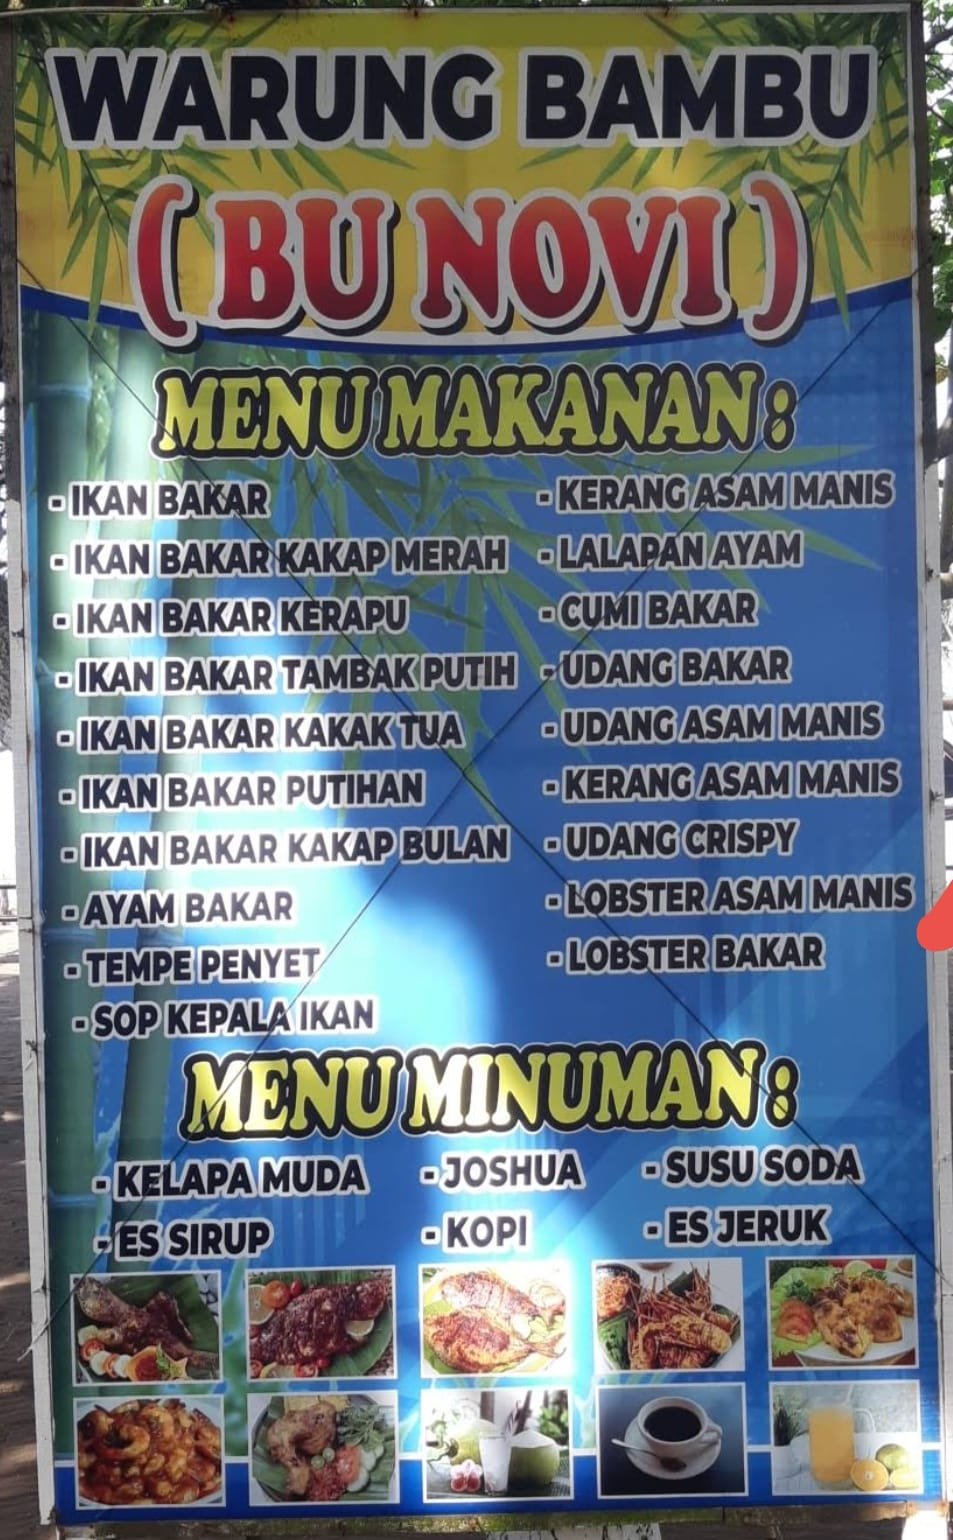 WARUNG BAMBU
( BU NOVI )
MENU MAKANAN :
- IKAN BAKAR
- IKAN BAKAR KAKAP MERAH
- IKAN BAKAR KERAPU
- IKAN BAKAR TAMBAK PUTIH
- IKAN BAKAR KAKAK TUA
- IKAN BAKAR PUTIHAN
- IKAN BAKAR KAKAP BULAN
- AYAM BAKAR
- TEMPE PENYET
- SOP KEPALA IKAN
- KERANG ASAM MANIS
- LALAPAN AYAM
- CUMI BAKAR
- UDANG BAKAR
- UDANG ASAM MANIS
- KERANG ASAM MANIS
- UDANG CRISPY
- LOBSTER ASAM MANIS
- LOBSTER BAKAR
MENU MINUMAN :
- KELAPA MUDA
- ES SIRUP
- JOSHUA
- KOPI
- SUSU SODA
- ES JERUK